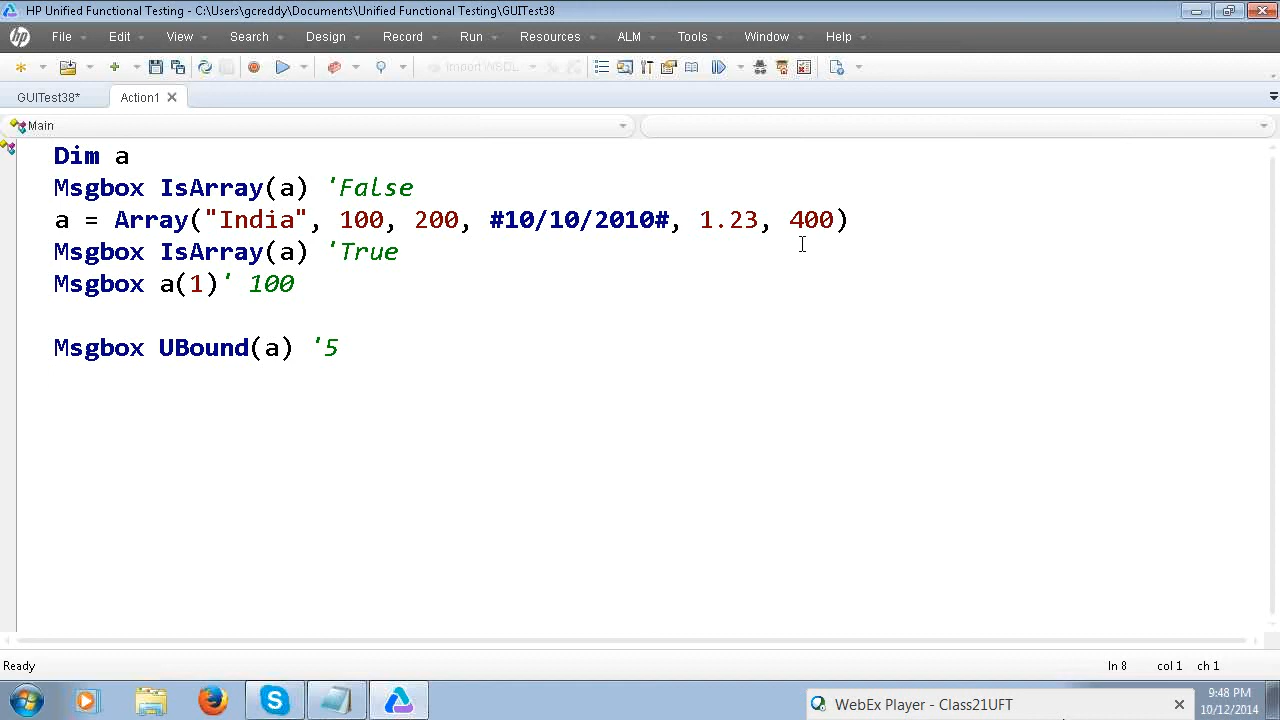 HP Unified Functional Testing - C:\Users\gcreddy\Documents\Unified Functional Testing\GUITest38
hp File Edit View Search Design Record Run Resources ALM Tools Window Help
Import WSDL
GUITest38* Action1
Main
Dim a
Msgbox IsArray(a) 'False
a = Array("India", 100, 200, #10/10/2010#, 1.23, 400)
Msgbox IsArray(a) 'True
Msgbox a(1)' 100
Msgbox UBound(a) '5
Ready ln 8 col 1 ch 1
WebEx Player - Class21UFT
9:48 PM
10/12/2014